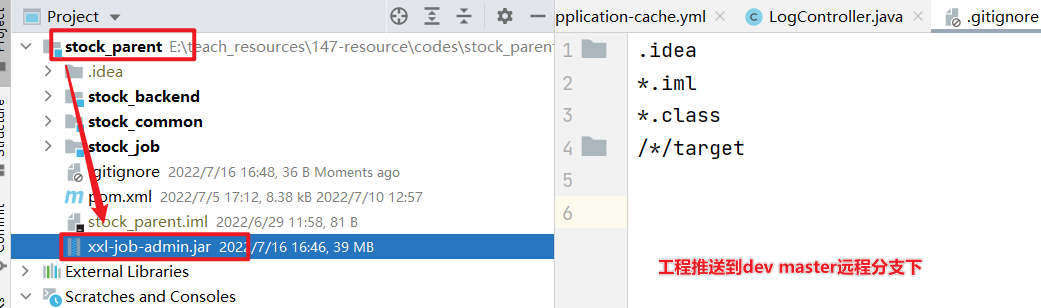 Project
pplication-cache.yml
LogController.java
.gitignore
stock_parent E:\teach_resources\147-resource\codes\stock_paren
.idea
stock_backend
stock_common
stock_job
.gitignore 2022/7/16 16:48, 36 B Moments ago
pom.xml 2022/7/5 17:12, 8.38 kB 2022/7/10 12:57
stock_parent.iml 2022/6/29 11:58, 81 B
xxl-job-admin.jar 2022/7/16 16:46, 39 MB
External Libraries
Scratches and Consoles
1 .idea
2 *.iml
3 *.class
4 /*/target
5
6
工程推送到dev master远程分支下
Structure
Commit